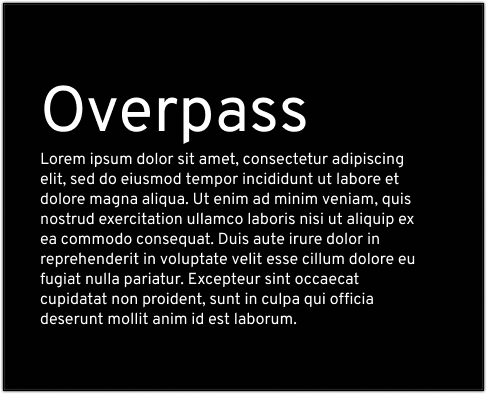 Overpass
Lorem ipsum dolor sit amet, consectetur adipiscing
elit, sed do eiusmod tempor incididunt ut labore et
dolore magna aliqua. Ut enim ad minim veniam, quis
nostrud exercitation ullamco laboris nisi ut aliquip ex
ea commodo consequat. Duis aute irure dolor in
reprehenderit in voluptate velit esse cillum dolore eu
fugiat nulla pariatur. Excepteur sint occaecat
cupidatat non proident, sunt in culpa qui officia
deserunt mollit anim id est laborum.